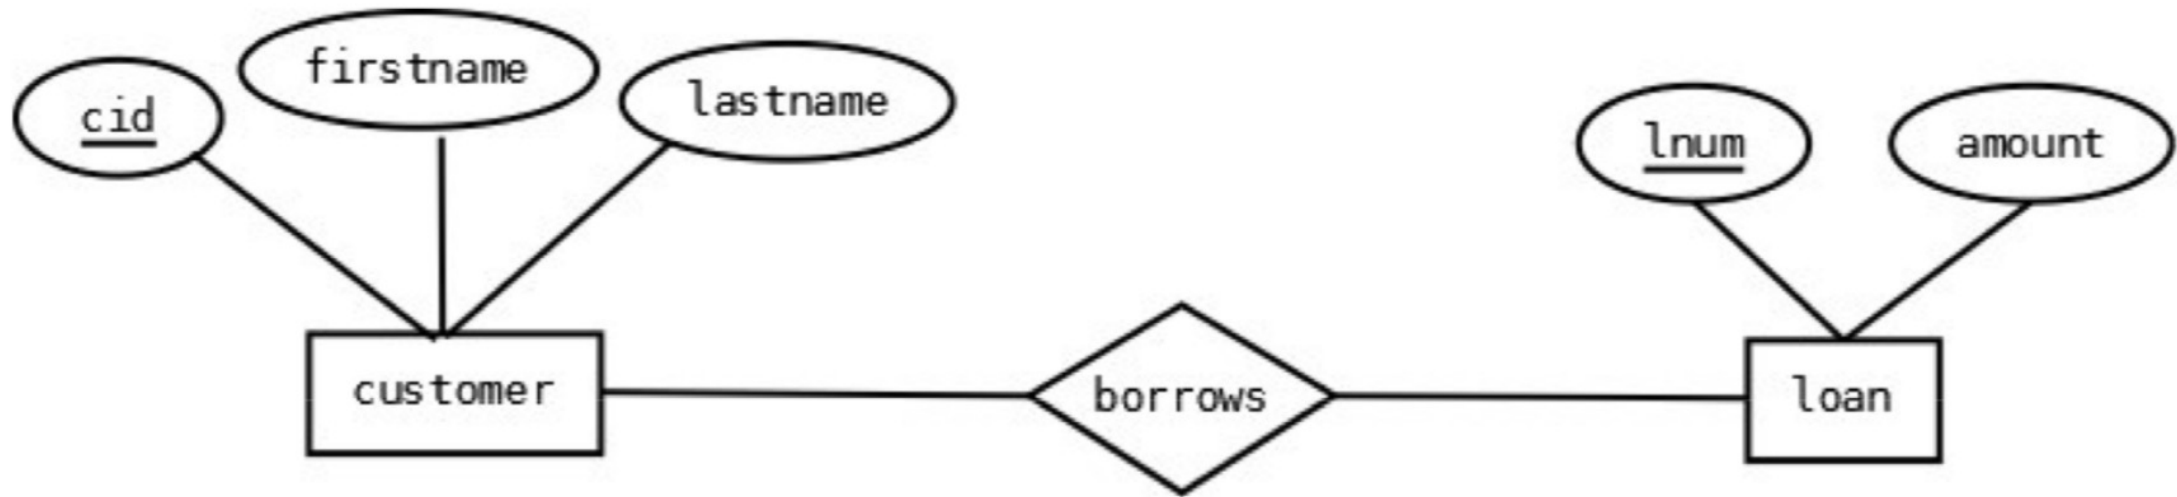 cid
firstname
lastname
lnum
amount
customer
borrows
loan